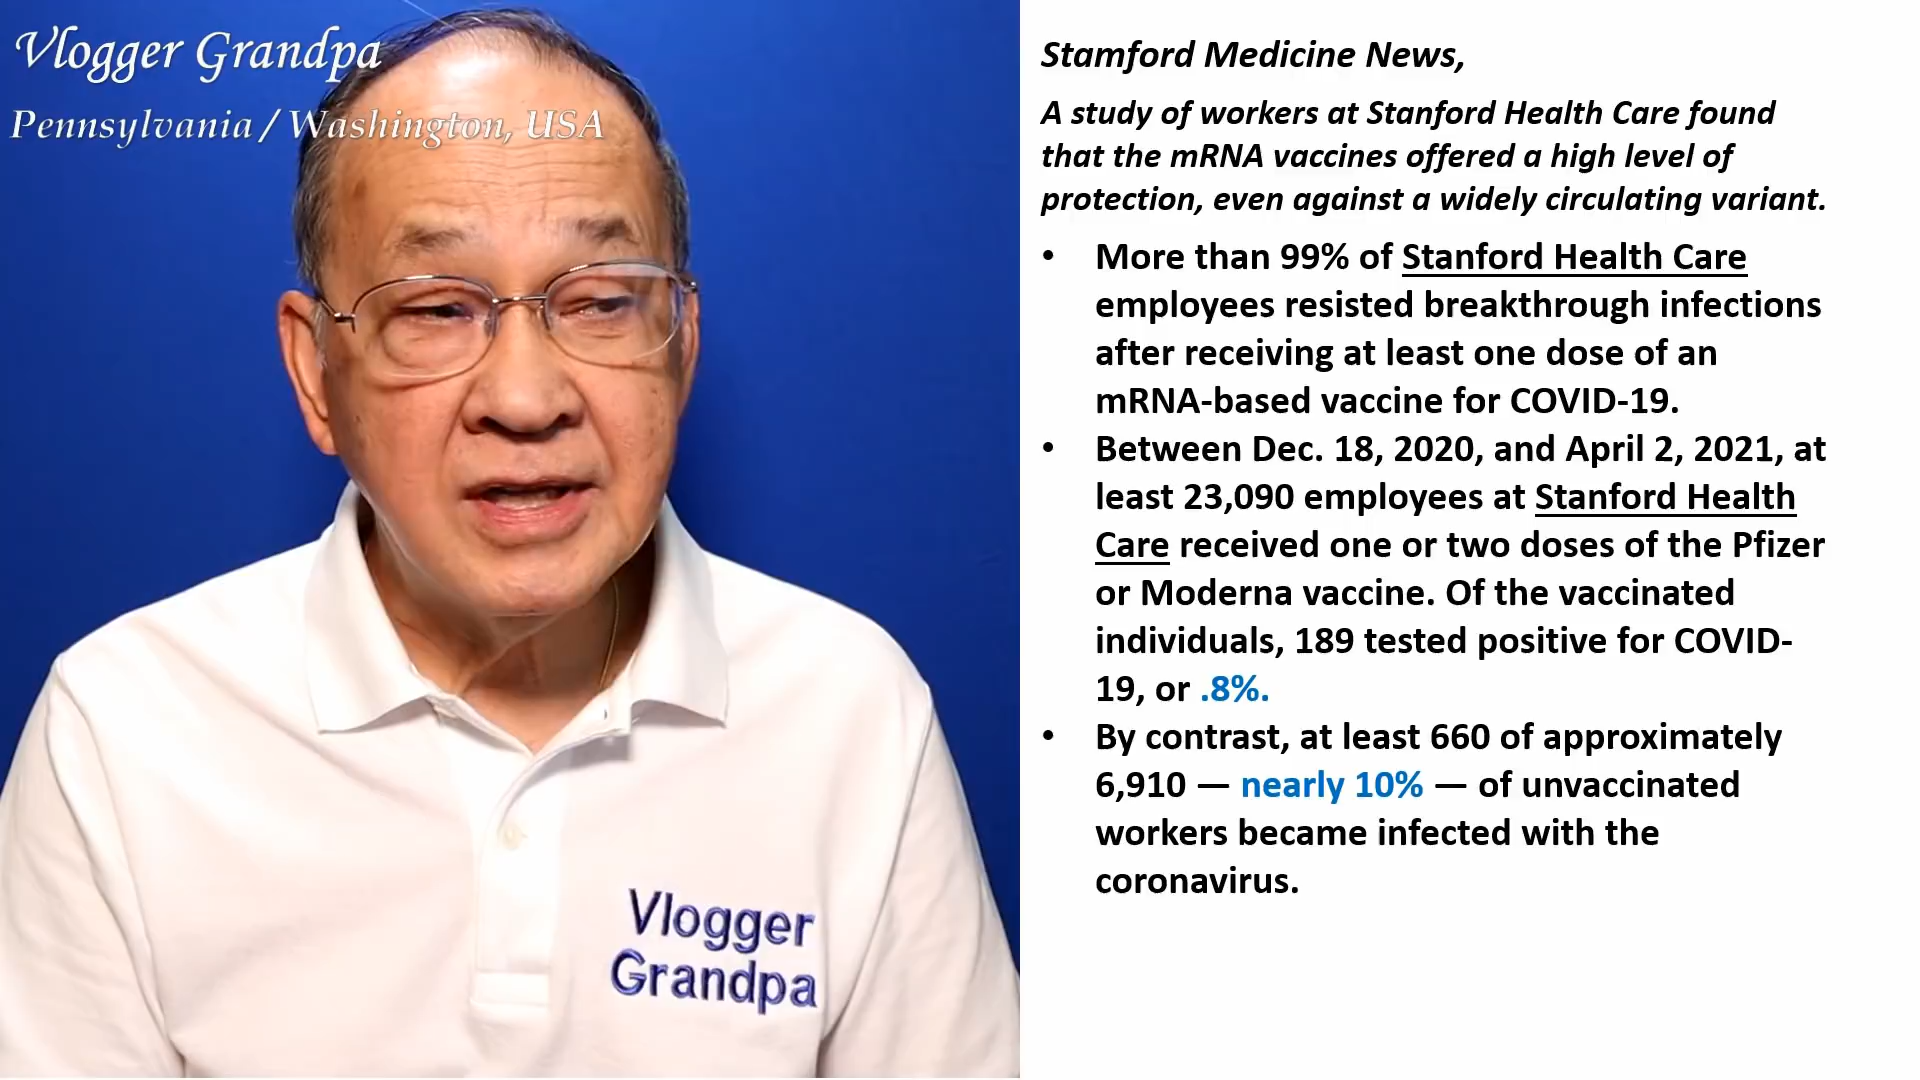 Vlogger Grandpa
Pennsylvania / Washington, USA
Vlogger
Grandpa
Stamford Medicine News,
A study of workers at Stanford Health Care found
that the mRNA vaccines offered a high level of
protection, even against a widely circulating variant.
• More than 99% of Stanford Health Care
employees resisted breakthrough infections
after receiving at least one dose of an
mRNA-based vaccine for COVID-19.
• Between Dec. 18, 2020, and April 2, 2021, at
least 23,090 employees at Stanford Health
Care received one or two doses of the Pfizer
or Moderna vaccine. Of the vaccinated
individuals, 189 tested positive for COVID-
19, or .8%.
• By contrast, at least 660 of approximately
6,910 — nearly 10% — of unvaccinated
workers became infected with the
coronavirus.